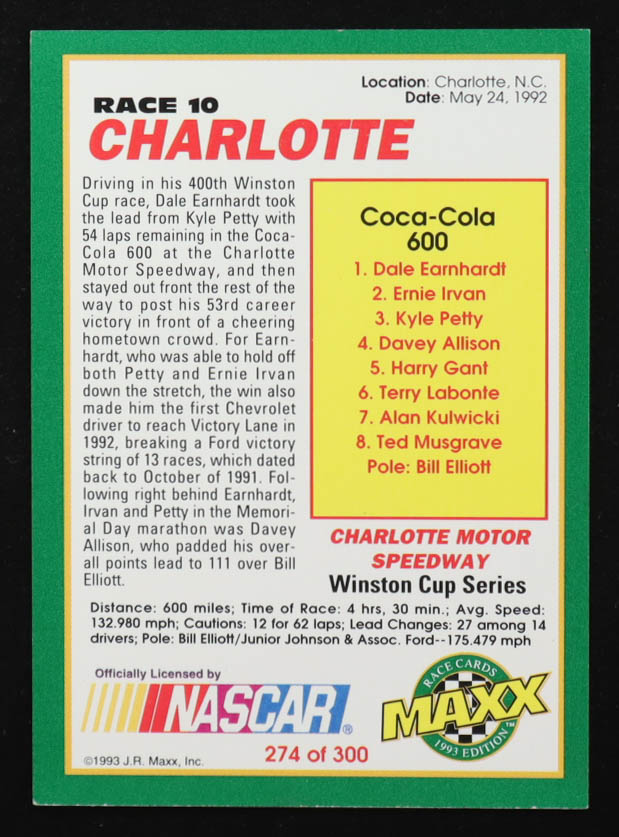 Location: Charlotte, N.C.
Date: May 24, 1992
RACE 10
CHARLOTTE
Driving in his 400th Winston
Cup race, Dale Earnhardt took
the lead from Kyle Petty with
54 laps remaining in the Coca-
Cola 600 at the Charlotte
Motor Speedway, and then
stayed out front the rest of the
way to post his 53rd career
victory in front of a cheering
hometown crowd. For Earn-
hardt, who was able to hold off
both Petty and Ernie Irvan
down the stretch, the win also
made him the first Chevrolet
driver to reach Victory Lane in
1992, breaking a Ford victory
string of 13 races, which dated
back to October of 1991. Fol-
lowing right behind Earnhardt,
Irvan and Petty in the Memori-
al Day marathon was Davey
Allison, who padded his over-
all points lead to 111 over Bill
Elliott.
Coca-Cola
600
1. Dale Earnhardt
2. Ernie Irvan
3. Kyle Petty
4. Davey Allison
5. Harry Gant
6. Terry Labonte
7. Alan Kulwicki
8. Ted Musgrave
Pole: Bill Elliott
CHARLOTTE MOTOR
SPEEDWAY
Winston Cup Series
Distance: 600 miles; Time of Race: 4 hrs, 30 min.; Avg. Speed:
132.980 mph; Cautions: 12 for 62 laps; Lead Changes: 27 among 14
drivers; Pole: Bill Elliott/Junior Johnson & Assoc. Ford--175.479 mph
Officially Licensed by
NASCAR®
274 of 300
©1993 J.R. Maxx, Inc.
RACE CARDS
MAXX
1993 EDITION™